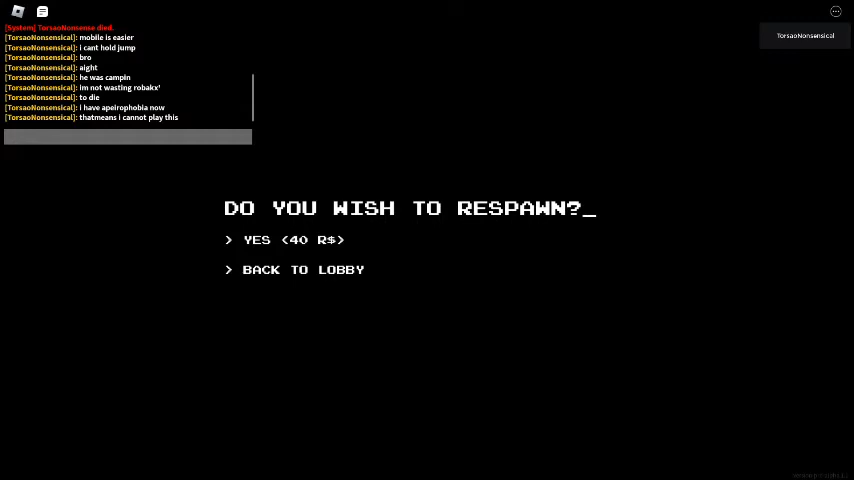 [System] TorsaoNonsense died.
[TorsaoNonsensical]: mobile is easier
[TorsaoNonsensical]: i cant hold jump
[TorsaoNonsensical]: bro
[TorsaoNonsensical]: aight
[TorsaoNonsensical]: he was campin
[TorsaoNonsensical]: im not wasting robakx'
[TorsaoNonsensical]: to die
[TorsaoNonsensical]: i have apeirophobia now
[TorsaoNonsensical]: thatmeans i cannot play this
TorsaoNonsensical
DO YOU WISH TO RESPAWN?_
> YES (40 R$)
> BACK TO LOBBY